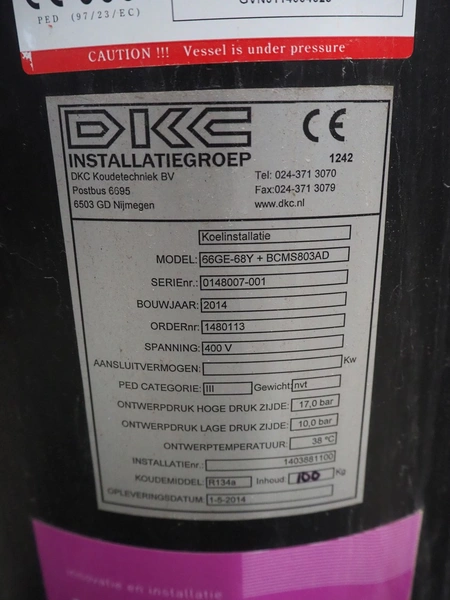 PED (97/23/EC)
CAUTION !!! Vessel is under pressure
DKC
INSTALLATIEGROEP
CE
1242
DKC Koudetechniek BV
Postbus 6695
6503 GD Nijmegen
Tel: 024-371 3070
Fax:024-371 3079
www.dkc.nl
Koelinstallatie
MODEL: 66GE-68Y + BCMS803AD
SERIEnr.: 0148007-001
BOUWJAAR: 2014
ORDERnr: 1480113
SPANNING: 400 V
AANSLUITVERMOGEN: Kw
PED CATEGORIE: III Gewicht: nvt
ONTWERPDRUK HOGE DRUK ZIJDE: 17,0 bar
ONTWERPDRUK LAGE DRUK ZIJDE: 10,0 bar
ONTWERPTEMPERATUUR: 38 ºC
INSTALLATIEnr.: 1403881100
KOUDEMIDDEL: R134a Inhoud: 100 Kg
OPLEVERINGSDATUM: 1-5-2014
innovatie en installatie